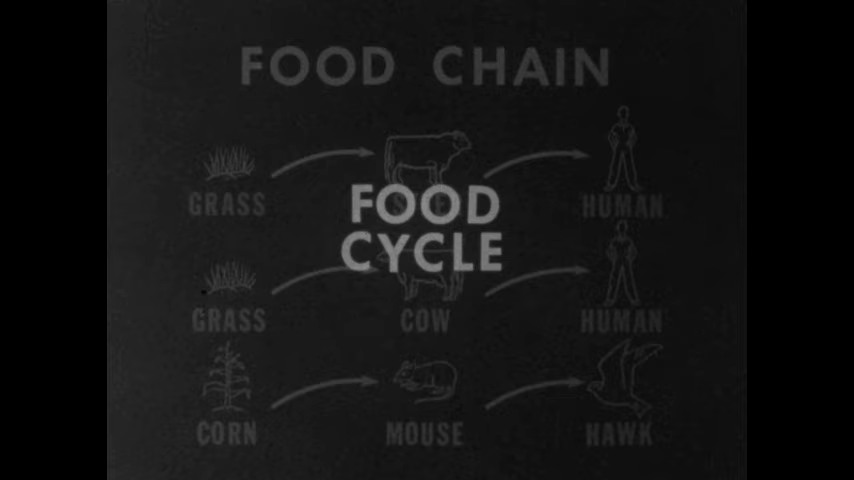 FOOD CHAIN
GRASS HUMAN
FOOD
CYCLE
GRASS COW HUMAN
CORN MOUSE HAWK